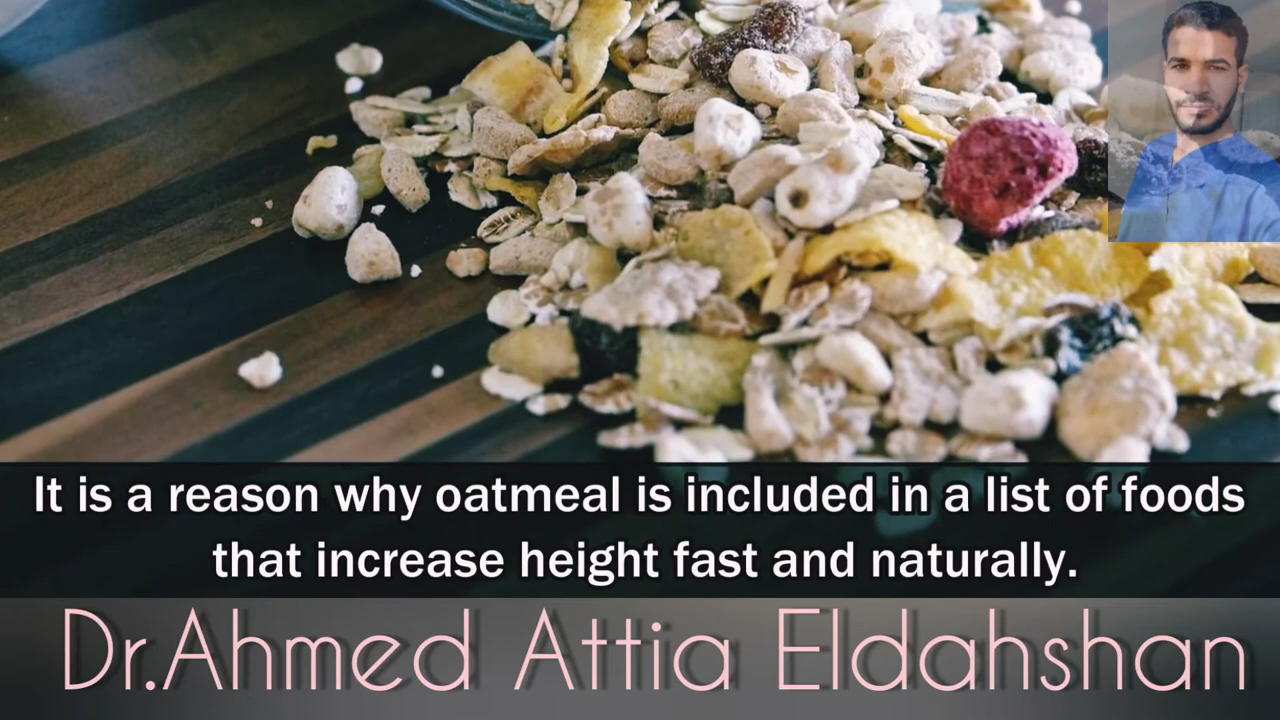 It is a reason why oatmeal is included in a list of foods
that increase height fast and naturally.
Dr.Ahmed Attia Eldahshan